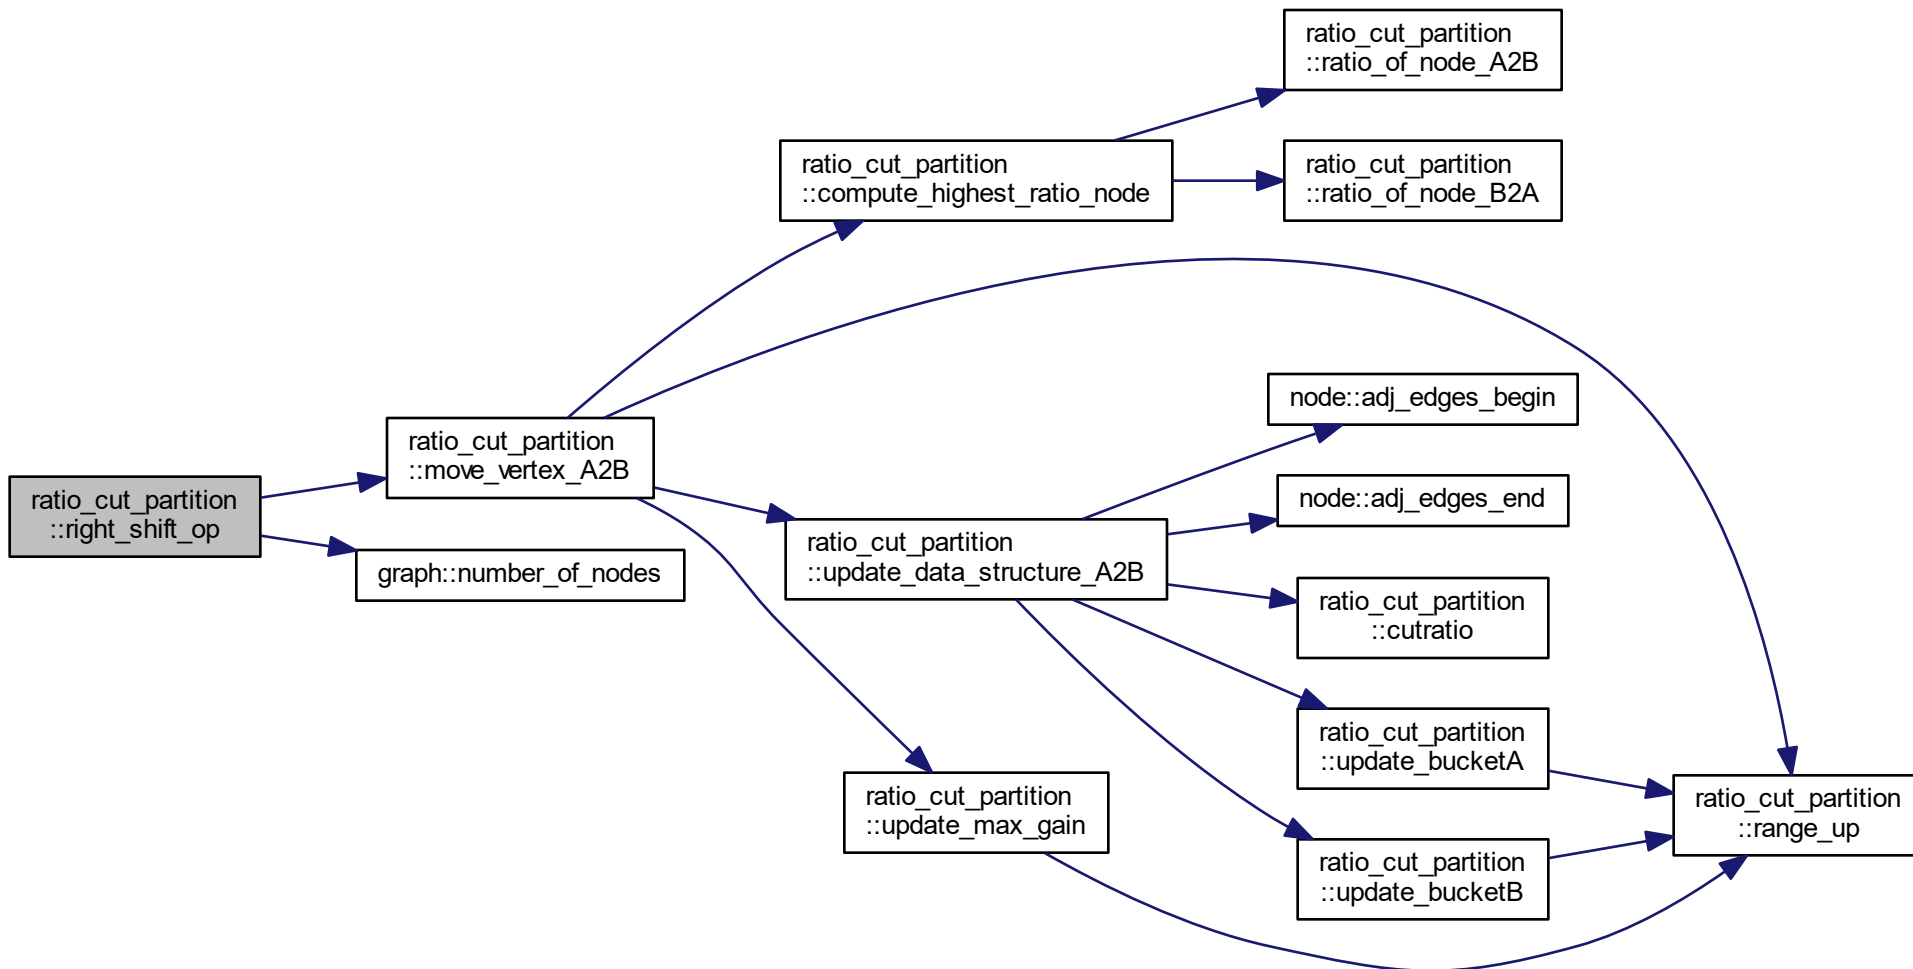 ratio_cut_partition
::right_shift_op
ratio_cut_partition
::move_vertex_A2B
graph::number_of_nodes
ratio_cut_partition
::compute_highest_ratio_node
ratio_cut_partition
::ratio_of_node_A2B
ratio_cut_partition
::ratio_of_node_B2A
ratio_cut_partition
::update_data_structure_A2B
ratio_cut_partition
::update_max_gain
node::adj_edges_begin
node::adj_edges_end
ratio_cut_partition
::cutratio
ratio_cut_partition
::update_bucketA
ratio_cut_partition
::update_bucketB
ratio_cut_partition
::range_up